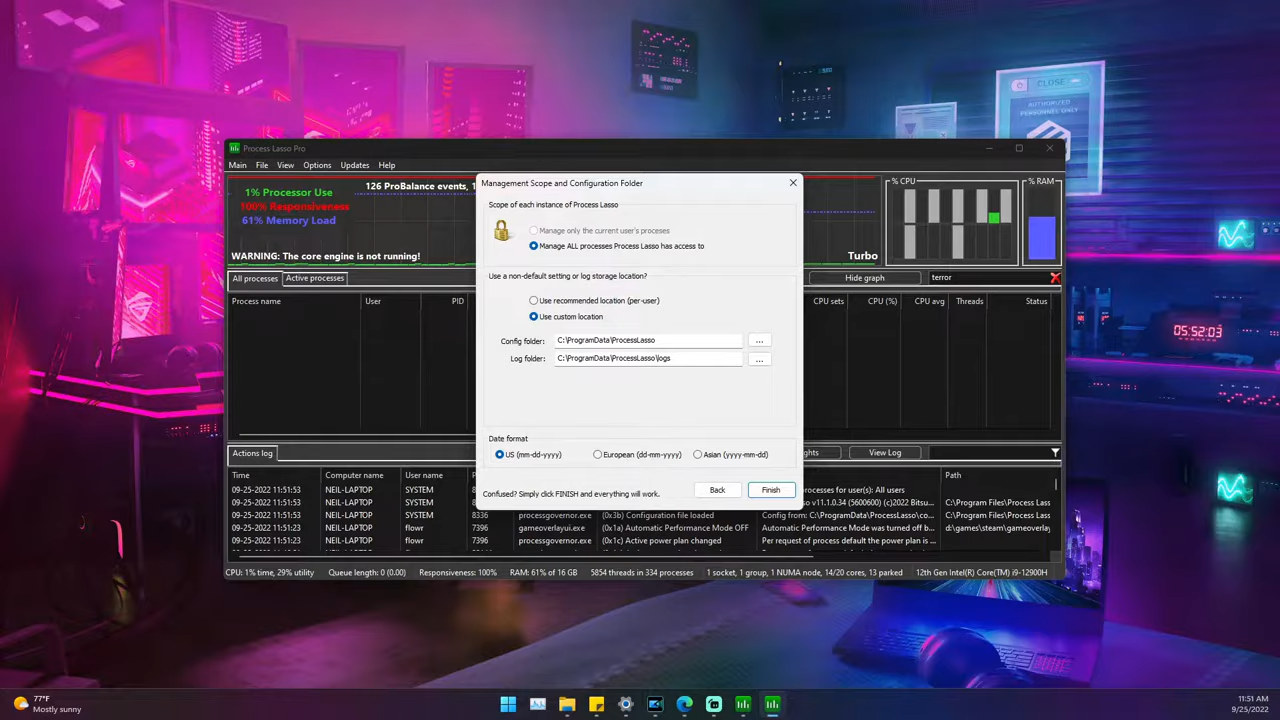 CLOSE
AUTHORIZED
PERSONNEL ONLY
Process Lasso Pro
Main File View Options Updates Help
1% Processor Use
100% Responsiveness
61% Memory Load
126 ProBalance events, 1
WARNING: The core engine is not running!
Turbo
% CPU
% RAM
All processes Active processes
Hide graph
terror
Process name User PID
CPU sets CPU (%) CPU avg Threads Status
Management Scope and Configuration Folder
Scope of each instance of Process Lasso
Manage only the current user's proceses
Manage ALL processes Process Lasso has access to
Use a non-default setting or log storage location?
Use recommended location (per-user)
Use custom location
Config folder: C:\ProgramData\ProcessLasso ...
Log folder: C:\ProgramData\ProcessLasso\logs ...
Date format
US (mm-dd-yyyy) European (dd-mm-yyyy) Asian (yyyy-mm-dd)
Confused? Simply click FINISH and everything will work.
Back Finish
05:52:03
Actions log
ghts View Log
Time Computer name User name Path
09-25-2022 11:51:53 NEIL-LAPTOP SYSTEM processes for user(s): All users
09-25-2022 11:51:53 NEIL-LAPTOP SYSTEM v11.1.0.34 (5600600) (c)2022 Bitsu... C:\Program Files\Process Lass
09-25-2022 11:51:53 NEIL-LAPTOP SYSTEM 8336 processgovernor.exe (0x3b) Configuration file loaded Config from: C:\ProgramData\ProcessLasso\co... C:\Program Files\Process Lass
09-25-2022 11:51:23 NEIL-LAPTOP flowr 7396 gameoverlayui.exe (0x1a) Automatic Performance Mode OFF Automatic Performance Mode was turned off b... d:\games\steam\gameoverlay
09-25-2022 11:51:23 NEIL-LAPTOP flowr 7396 processgovernor.exe (0x1c) Active power plan changed Per request of process default the power plan is ...
CPU: 1% time, 29% utility Queue length: 0 (0.00) Responsiveness: 100% RAM: 61% of 16 GB 5854 threads in 334 processes 1 socket, 1 group, 1 NUMA node, 14/20 cores, 13 parked 12th Gen Intel(R) Core(TM) i9-12900H
77°F
Mostly sunny
11:51 AM
9/25/2022